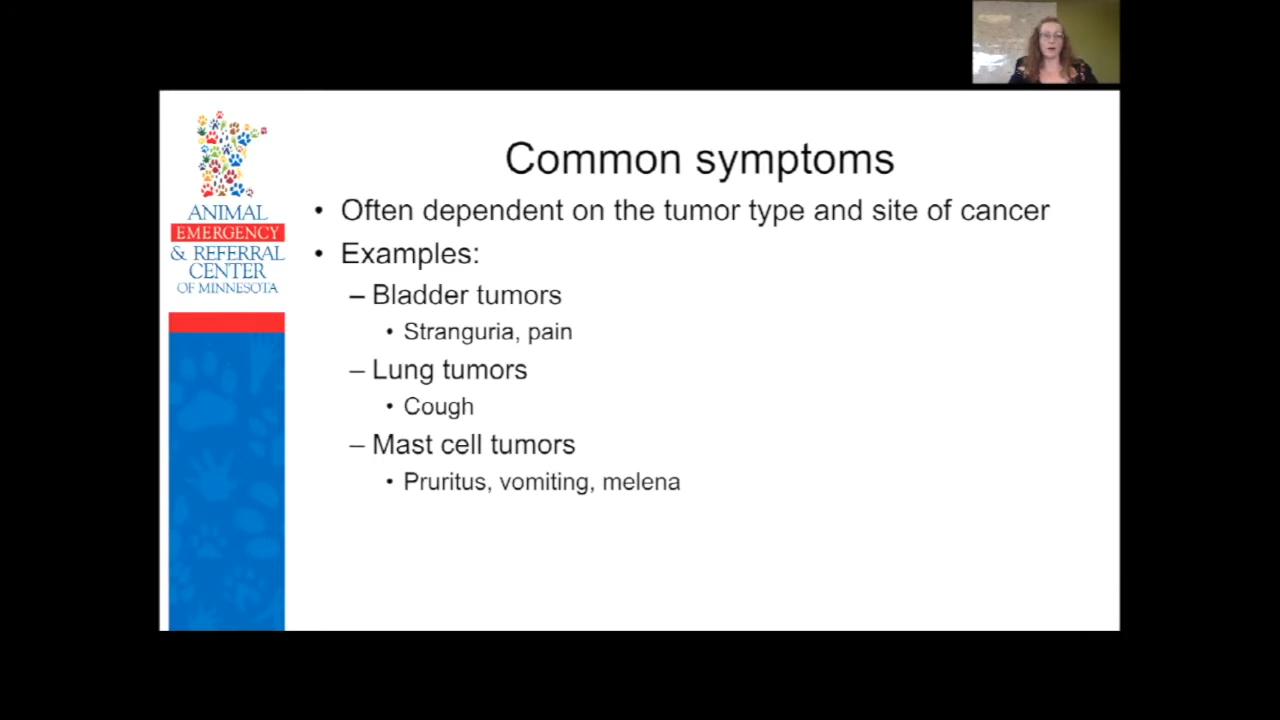 ANIMAL
EMERGENCY
& REFERRAL
CENTER
OF MINNESOTA
Common symptoms
• Often dependent on the tumor type and site of cancer
• Examples:
– Bladder tumors
• Stranguria, pain
– Lung tumors
• Cough
– Mast cell tumors
• Pruritus, vomiting, melena